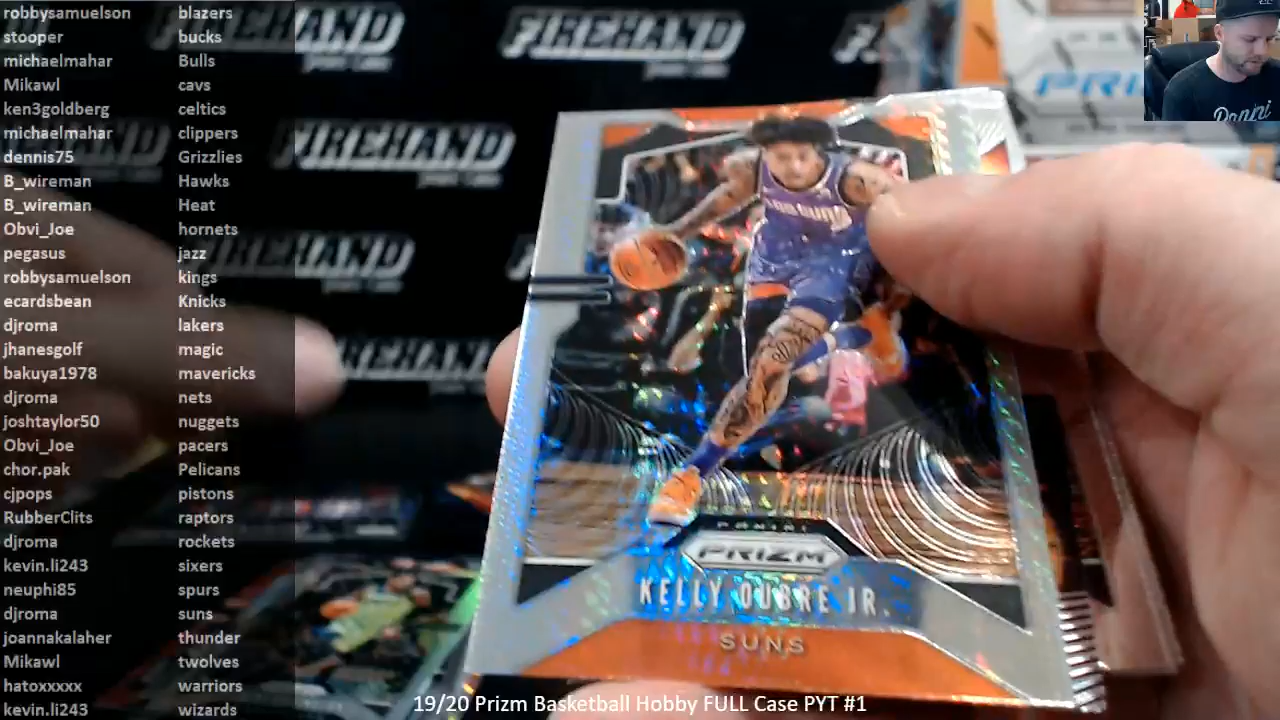 robbysamuelson blazers
stooper bucks
michaelmahar Bulls
Mikawl cavs
ken3goldberg celtics
michaelmahar clippers
dennis75 Grizzlies
B_wireman Hawks
B_wireman Heat
Obvi_Joe hornets
pegasus jazz
robbysamuelson kings
ecardsbean Knicks
djroma lakers
jhanesgolf magic
bakuya1978 mavericks
djroma nets
joshtaylor50 nuggets
Obvi_Joe pacers
chor.pak Pelicans
cjpops pistons
RubberClits raptors
djroma rockets
kevin.li243 sixers
neuphi85 spurs
djroma suns
joannakalaher thunder
Mikawl twolves
hatoxxxxx warriors
kevin.li243 wizards
FIREHAND
FIREHAND
FIREHAND
FIREHAND
PANINI
PRIZM
KELLY OUBRE JR.
SUNS
19/20 Prizm Basketball Hobby FULL Case PYT #1